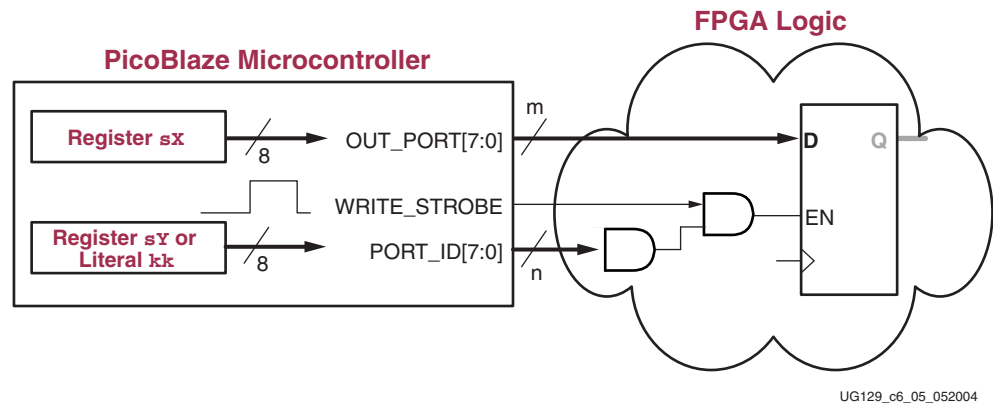 FPGA Logic
PicoBlaze Microcontroller
Register sX
8
OUT_PORT[7:0]
m
D
Q
WRITE_STROBE
EN
Register sY or
Literal kk
8
PORT_ID[7:0]
n
UG129_c6_05_052004